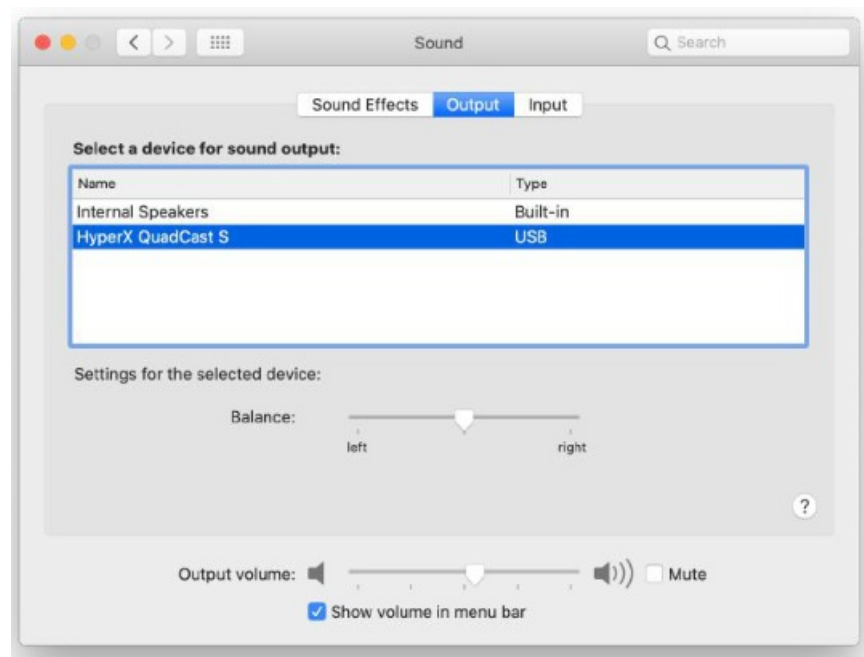 Sound
Search
Sound Effects Output Input
Select a device for sound output:
Name Type
Internal Speakers Built-in
HyperX QuadCast S USB
Settings for the selected device:
Balance:
left right
?
Output volume: Mute
Show volume in menu bar